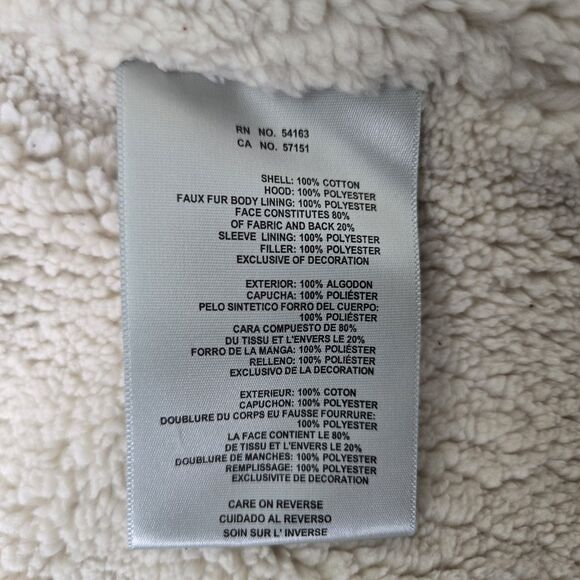 RN NO. 54163
CA NO. 57151
SHELL: 100% COTTON
HOOD: 100% POLYESTER
FAUX FUR BODY LINING: 100% POLYESTER
FACE CONSTITUTES 80%
OF FABRIC AND BACK 20%
SLEEVE LINING: 100% POLYESTER
FILLER: 100% POLYESTER
EXCLUSIVE OF DECORATION
EXTERIOR: 100% ALGODON
CAPUCHA: 100% POLIÉSTER
PELO SINTETICO FORRO DEL CUERPO:
100% POLIÉSTER
CARA COMPUESTO DE 80%
DU TISSU ET L'ENVERS LE 20%
FORRO DE LA MANGA: 100% POLIÉSTER
RELLENO: 100% POLIÉSTER
EXCLUSIVO DE LA DECORATION
EXTERIEUR: 100% COTON
CAPUCHON: 100% POLYESTER
DOUBLURE DU CORPS EU FAUSSE FOURRURE:
100% POLYESTER
LA FACE CONTIENT LE 80%
DE TISSU ET L'ENVERS LE 20%
DOUBLURE DE MANCHES: 100% POLYESTER
REMPLISSAGE: 100% POLYESTER
EXCLUSIVITE DE DECORATION
CARE ON REVERSE
CUIDADO AL REVERSO
SOIN SUR L' INVERSE